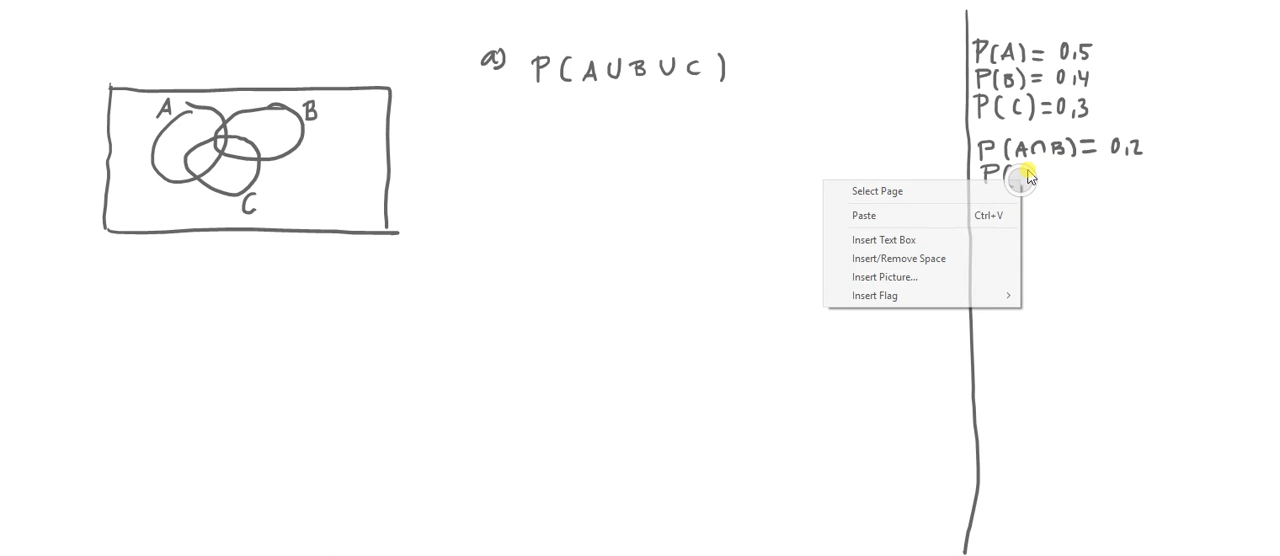 a) P(A∪B∪C)
A
B
C
P(A)= 0,5
P(B)= 0,4
P(C)=0,3
P(A∩B)= 0,2
P(
Select Page
Paste Ctrl+V
Insert Text Box
Insert/Remove Space
Insert Picture...
Insert Flag